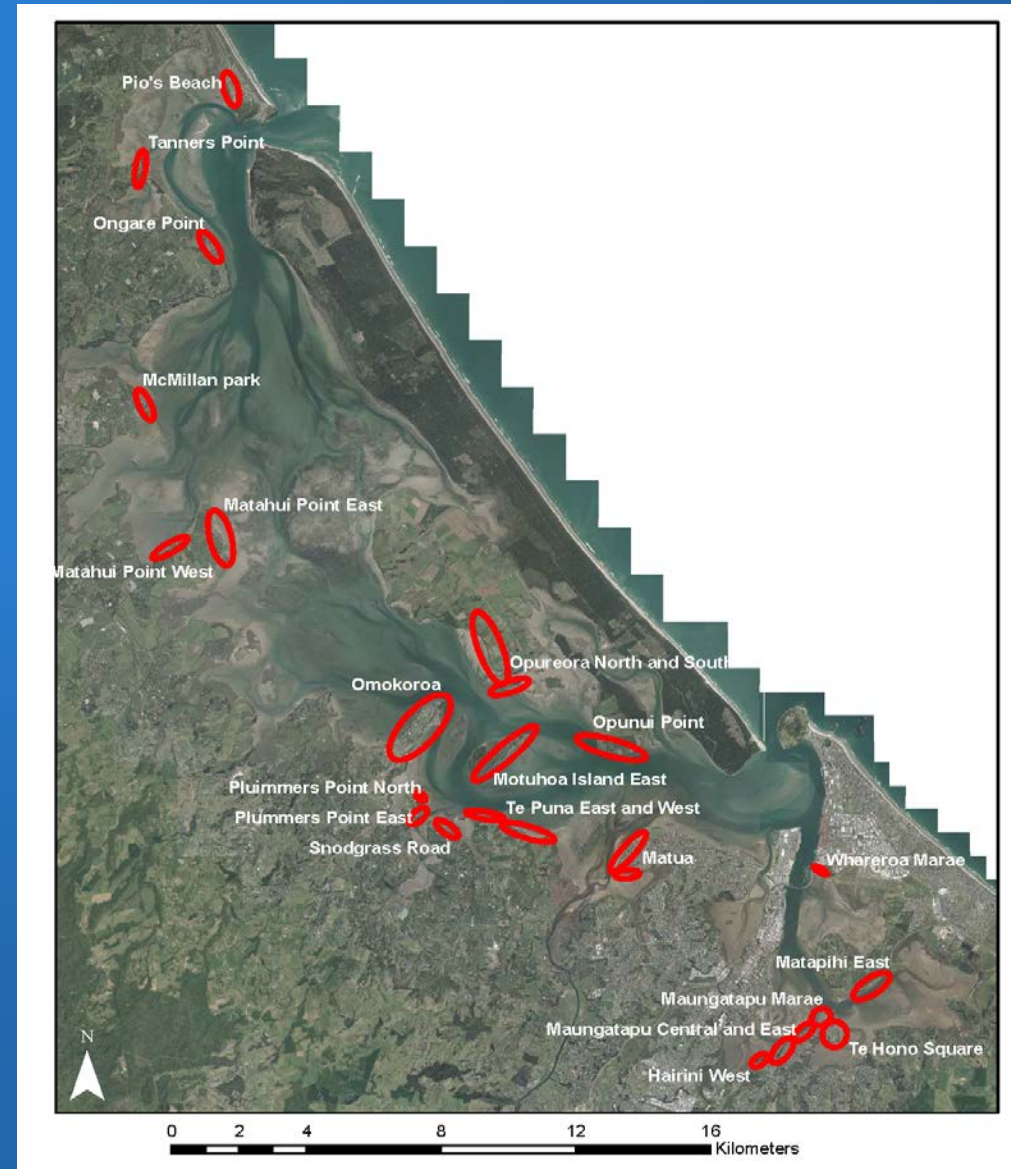 Pio's Beach
Tanners Point
Ongare Point
McMillan park
Matahui Point East
Matahui Point West
Opureora North and South
Omokoroa
Opunui Point
Motuhoa Island East
Pluimmers Point North
Te Puna East and West
Plummers Point East
Snodgrass Road
Matua
Whareroa Marae
Matapihi East
Maungatapu Marae
Maungatapu Central and East
Te Hono Square
Hairini West
N
0 2 4 8 12 16
Kilometers